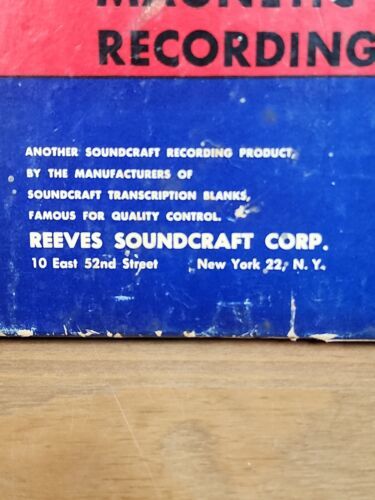 MAGNETIC
RECORDING
ANOTHER SOUNDCRAFT RECORDING PRODUCT,
BY THE MANUFACTURERS OF
SOUNDCRAFT TRANSCRIPTION BLANKS,
FAMOUS FOR QUALITY CONTROL.
REEVES SOUNDCRAFT CORP.
10 East 52nd Street New York 22, N. Y.